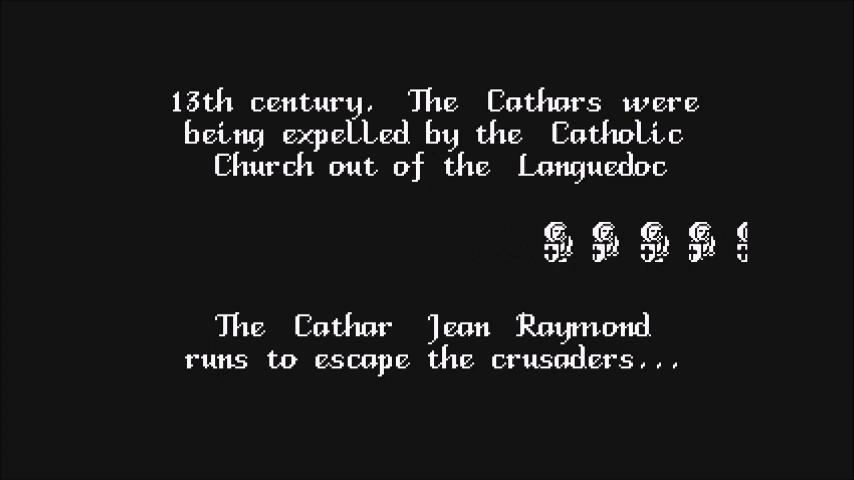 13th century. The Cathars were
being expelled by the Catholic
Church out of the Languedoc
The Cathar Jean Raymond
runs to escape the crusaders...